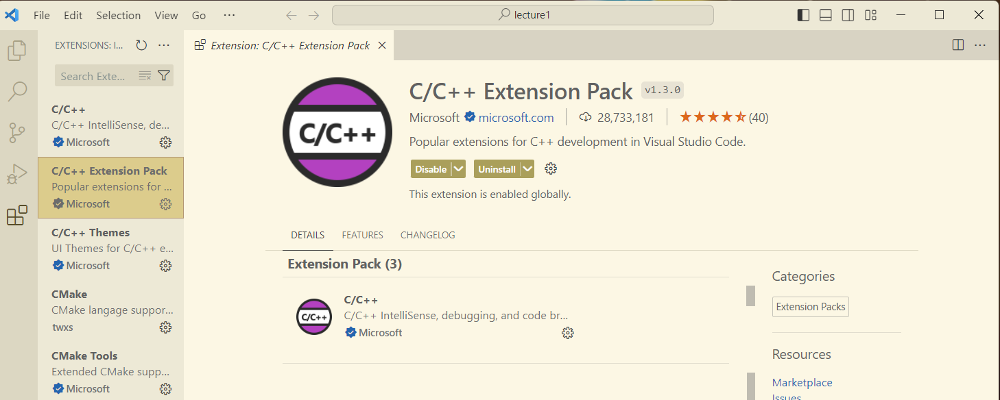 File Edit Selection View Go ··· lecture1
EXTENSIONS: I... ···
Extension: C/C++ Extension Pack
Search Exte...
C/C++
C/C++ IntelliSense, de...
Microsoft
C/C++ Extension Pack
Popular extensions for ...
Microsoft
C/C++ Themes
UI Themes for C/C++ e...
Microsoft
CMake
CMake langage suppor...
twxs
CMake Tools
Extended CMake supp...
Microsoft
C/C++
C/C++ Extension Pack v1.3.0
Microsoft microsoft.com 28,733,181 (40)
Popular extensions for C++ development in Visual Studio Code.
Disable Uninstall
This extension is enabled globally.
DETAILS FEATURES CHANGELOG
Extension Pack (3)
C/C++
C/C++
C/C++ IntelliSense, debugging, and code br...
Microsoft
Categories
Extension Packs
Resources
Marketplace
Issues